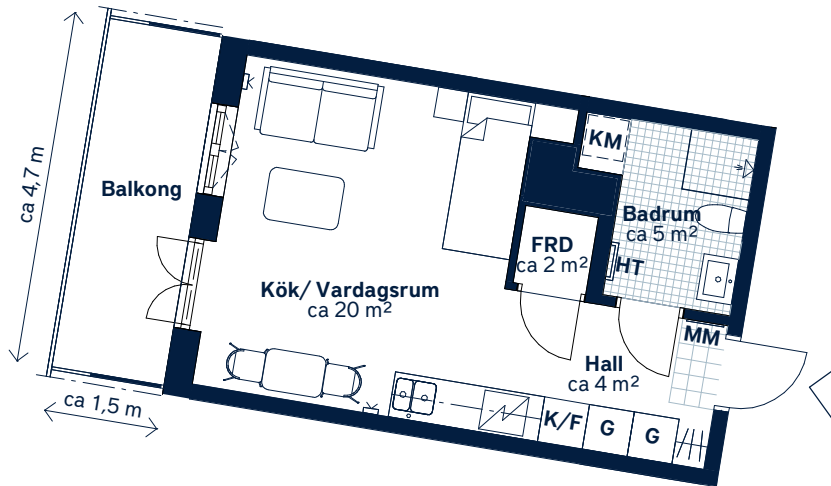 ca 4,7 m
Balkong
ca 1,5 m
Kök/ Vardagsrum
ca 20 m²
KM
Badrum
ca 5 m²
HT
FRD
ca 2 m²
MM
Hall
ca 4 m²
K/F
G
G